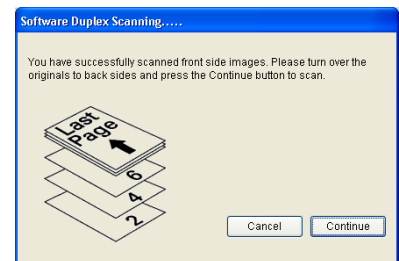 Software Duplex Scanning.....
You have successfully scanned front side images. Please turn over the
originals to back sides and press the Continue button to scan.
Last
Page
6
4
2
Cancel
Continue